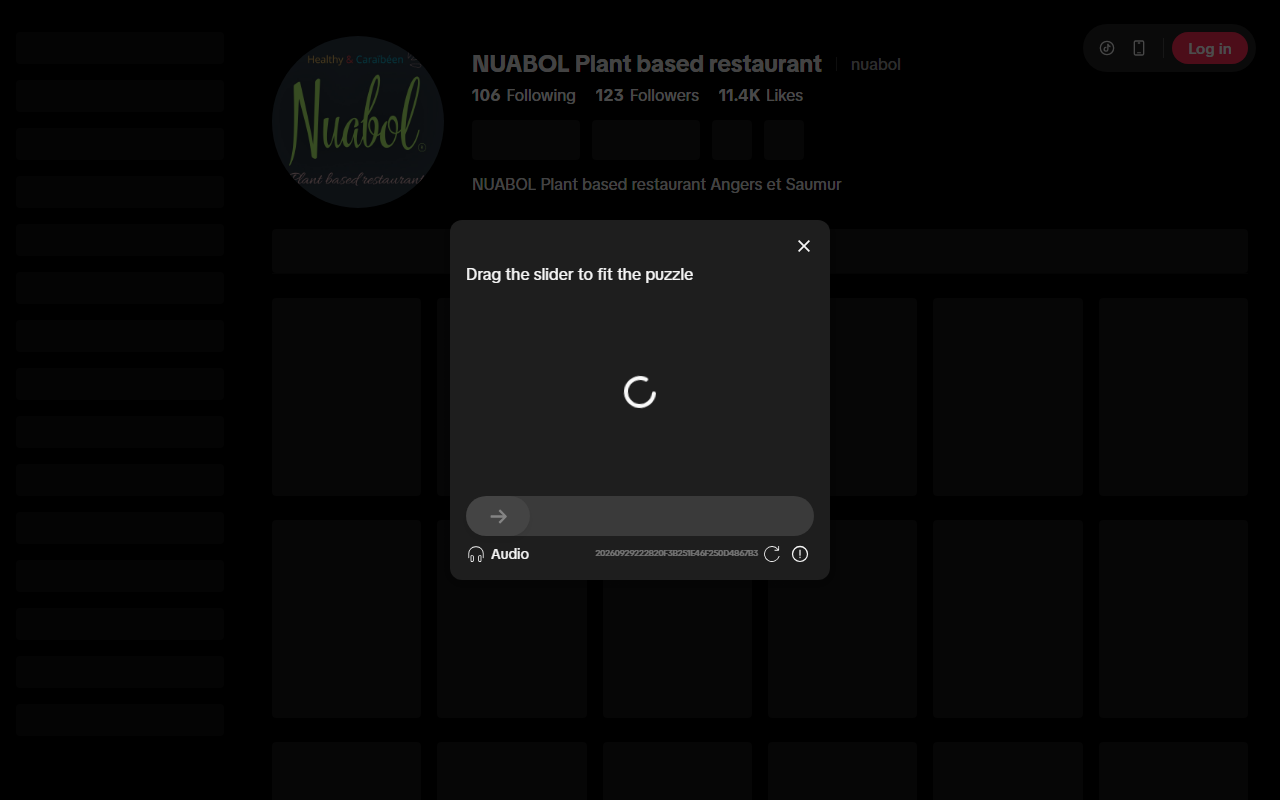 Healthy & Caraibéen
Nuabol®
Plant based restaurant
NUABOL Plant based restaurant
nuabol
106 Following 123 Followers 11.4K Likes
NUABOL Plant based restaurant Angers et Saumur
Log in
Drag the slider to fit the puzzle
Audio
20260929222820F3B251E46F250D4867B3